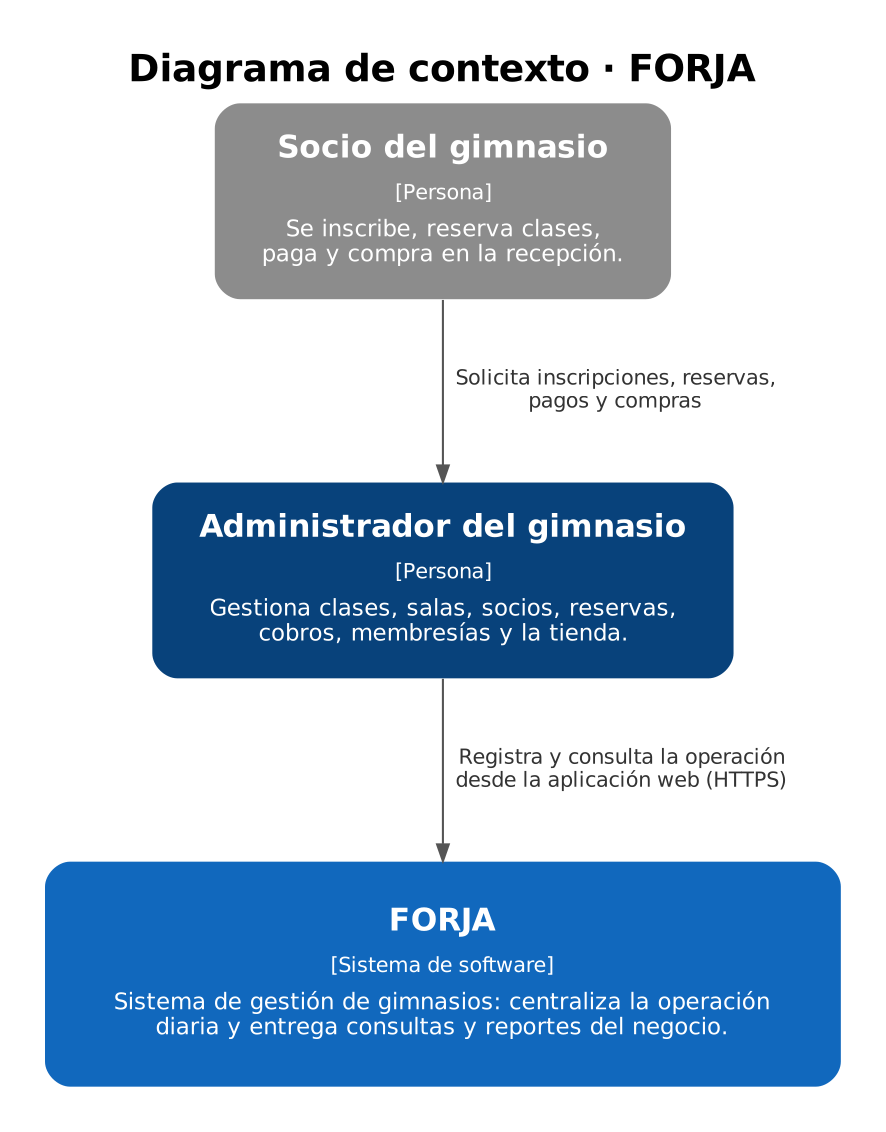 Diagrama de contexto · FORJA
Socio del gimnasio
[Persona]
Se inscribe, reserva clases,
paga y compra en la recepción.
Solicita inscripciones, reservas,
pagos y compras
Administrador del gimnasio
[Persona]
Gestiona clases, salas, socios, reservas,
cobros, membresías y la tienda.
Registra y consulta la operación
desde la aplicación web (HTTPS)
FORJA
[Sistema de software]
Sistema de gestión de gimnasios: centraliza la operación
diaria y entrega consultas y reportes del negocio.